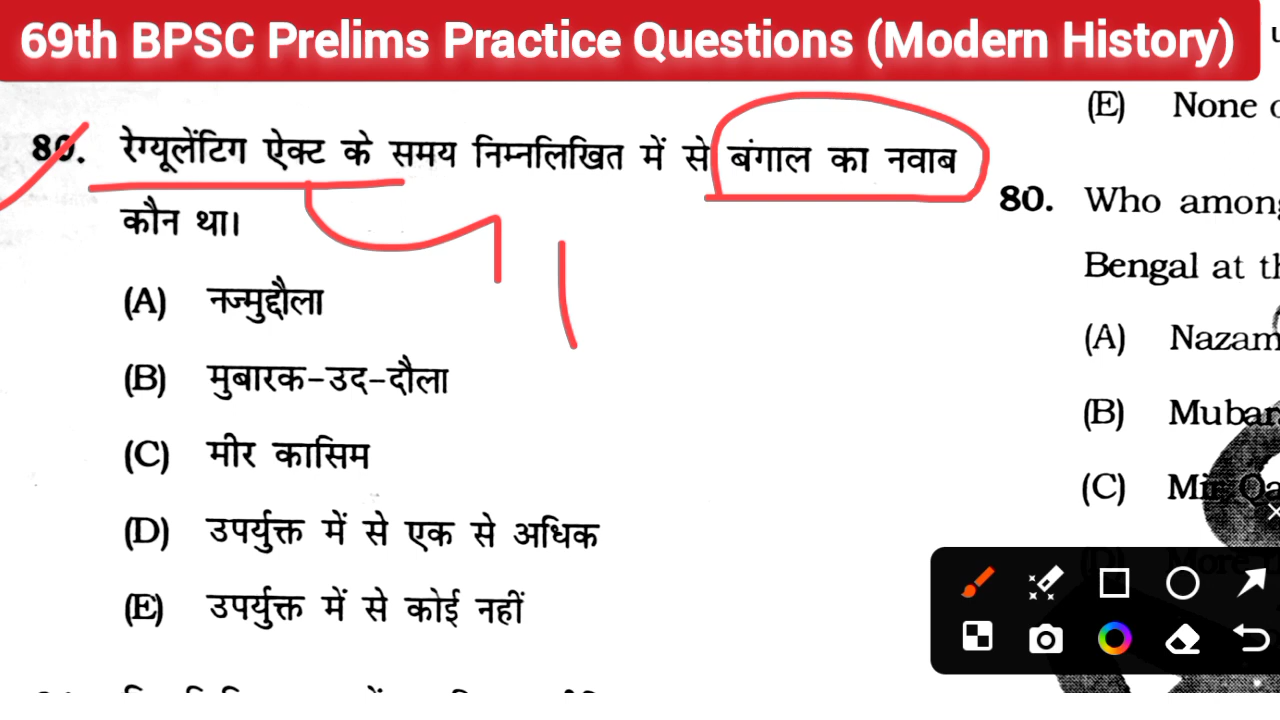 69th BPSC Prelims Practice Questions (Modern History)
80. रेग्यूलेंटिग ऐक्ट के समय निम्नलिखित में से बंगाल का नवाब
कौन था।
(A) नज्मुद्दौला
(B) मुबारक-उद-दौला
(C) मीर कासिम
(D) उपर्युक्त में से एक से अधिक
(E) उपर्युक्त में से कोई नहीं
(E) None
80. Who among
Bengal at
(A) Nazam
(B) Mubar
(C) Mir Qa
(D) More